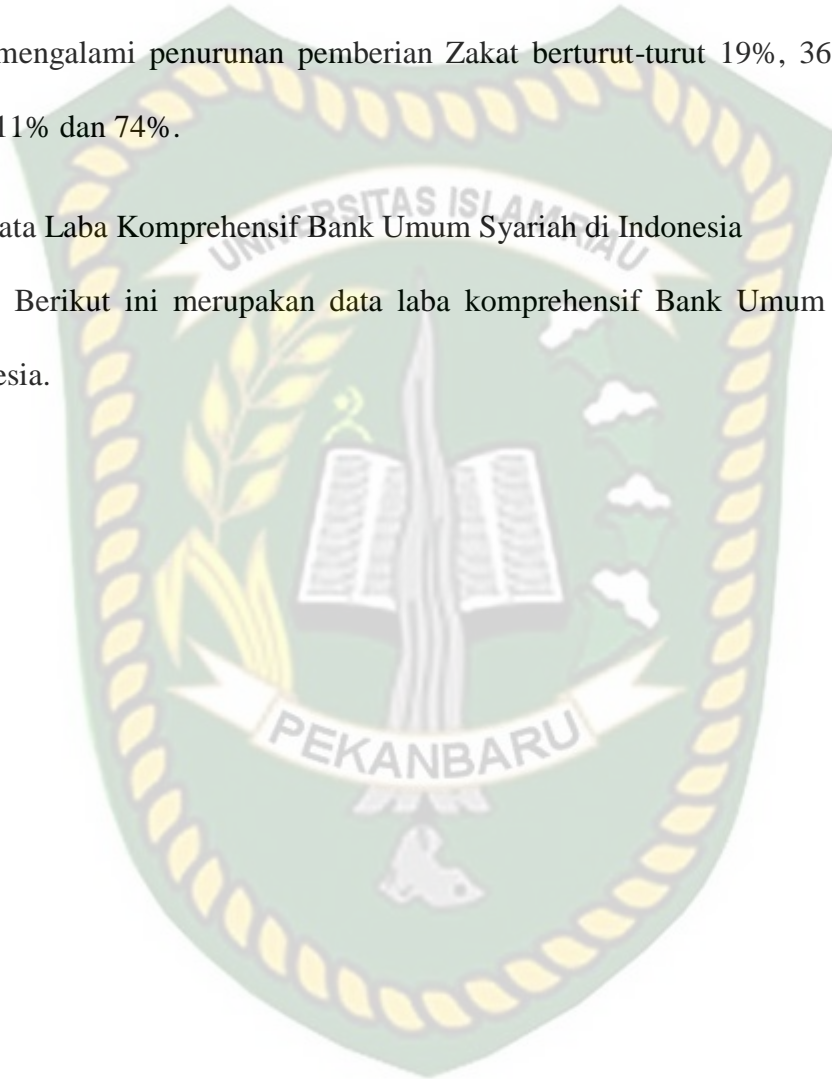 mengalami penurunan pemberian Zakat berturut-turut 19%, 36
11% dan 74%.
ata Laba Komprehensif Bank Umum Syariah di Indonesia
Berikut ini merupakan data laba komprehensif Bank Umum
esia.
UNIVERSITAS ISLAM RIAU
PEKANBARU